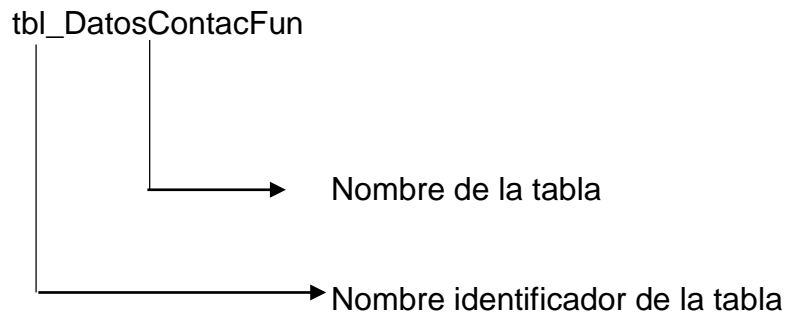 tbl_DatosContacFun
Nombre de la tabla
Nombre identificador de la tabla